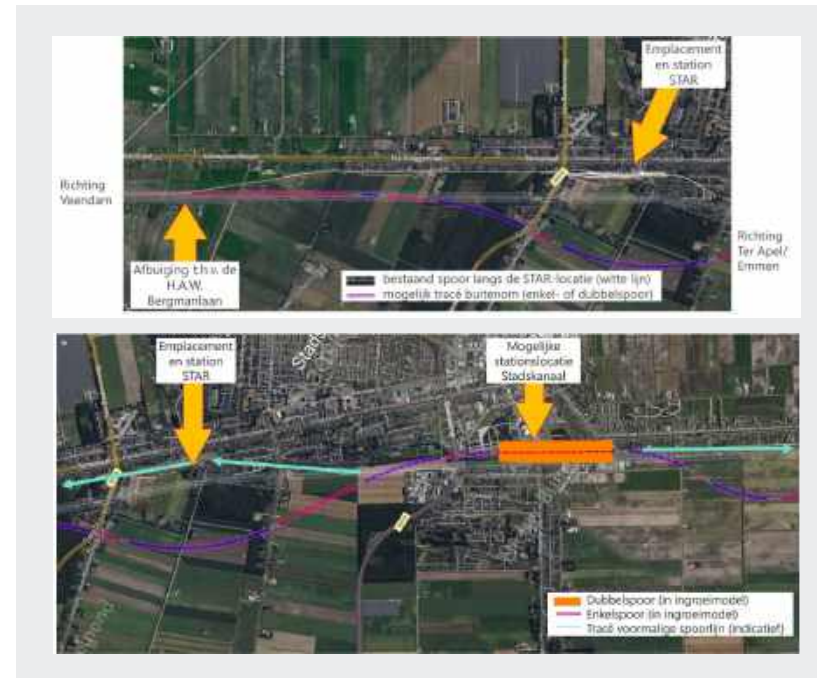 Emplacement
en station
STAR
Richting
Veendam
Richting
Ter Apel/
Emmen
Afbuiging t.h.v. de
H.A.W.
Bergmanlaan
bestaand spoor langs de STAR-locatie (witte lijn)
mogelijk tracé buitenom (enkel- of dubbelspoor)
Emplacement
en station
STAR
Mogelijke
stationslocatie
Stadskanaal
Dubbelspoor (in ingroeimodel)
Enkelspoor (in ingroeimodel)
Tracé voormalige spoorlijn (indicatief)